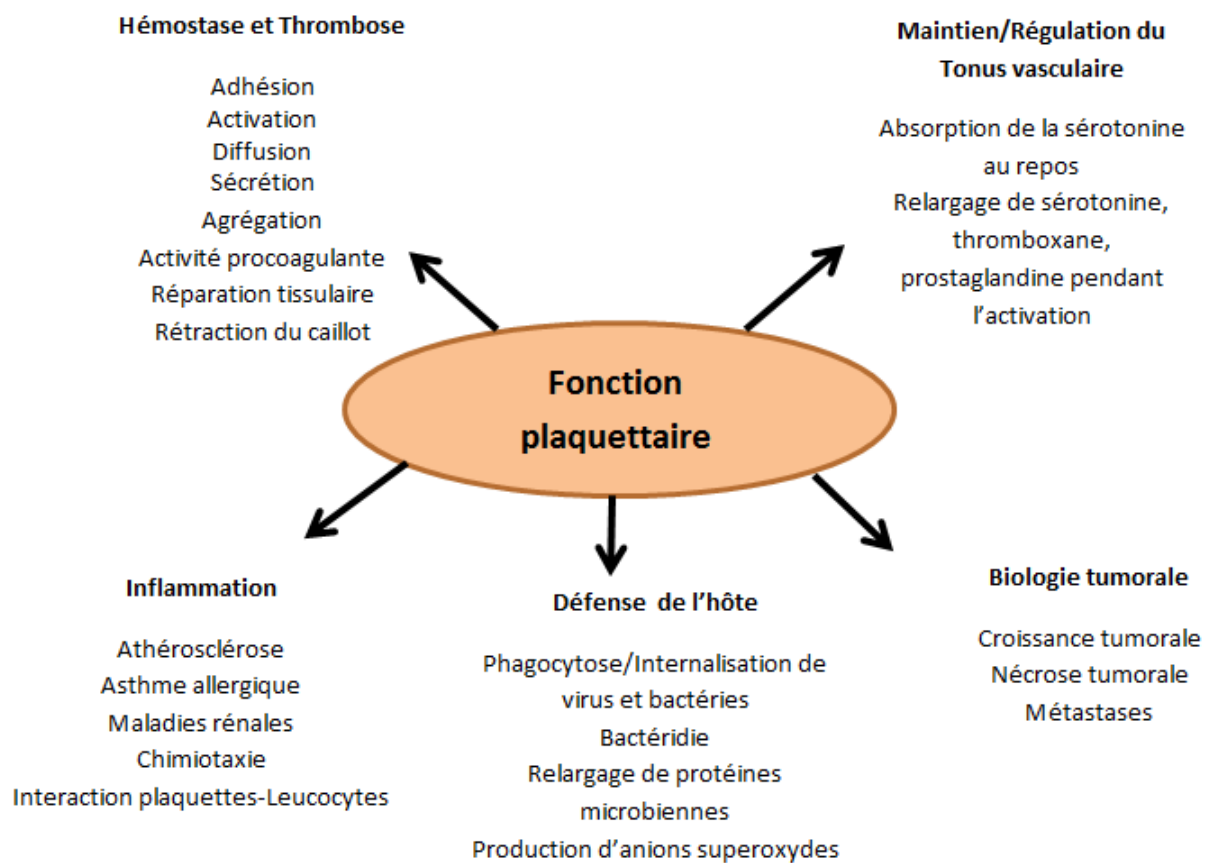 Hémostase et Thrombose
Adhésion
Activation
Diffusion
Sécrétion
Agrégation
Activité procoagulante
Réparation tissulaire
Rétraction du caillot
Maintien/Régulation du
Tonus vasculaire
Absorption de la sérotonine
au repos
Relargage de sérotonine,
thromboxane,
prostaglandine pendant
l’activation
Fonction
plaquettaire
Inflammation
Athérosclérose
Asthme allergique
Maladies rénales
Chimiotaxie
Interaction plaquettes-Leucocytes
Défense de l’hôte
Phagocytose/Internalisation de
virus et bactéries
Bactéridie
Relargage de protéines
microbiennes
Production d’anions superoxydes
Biologie tumorale
Croissance tumorale
Nécrose tumorale
Métastases